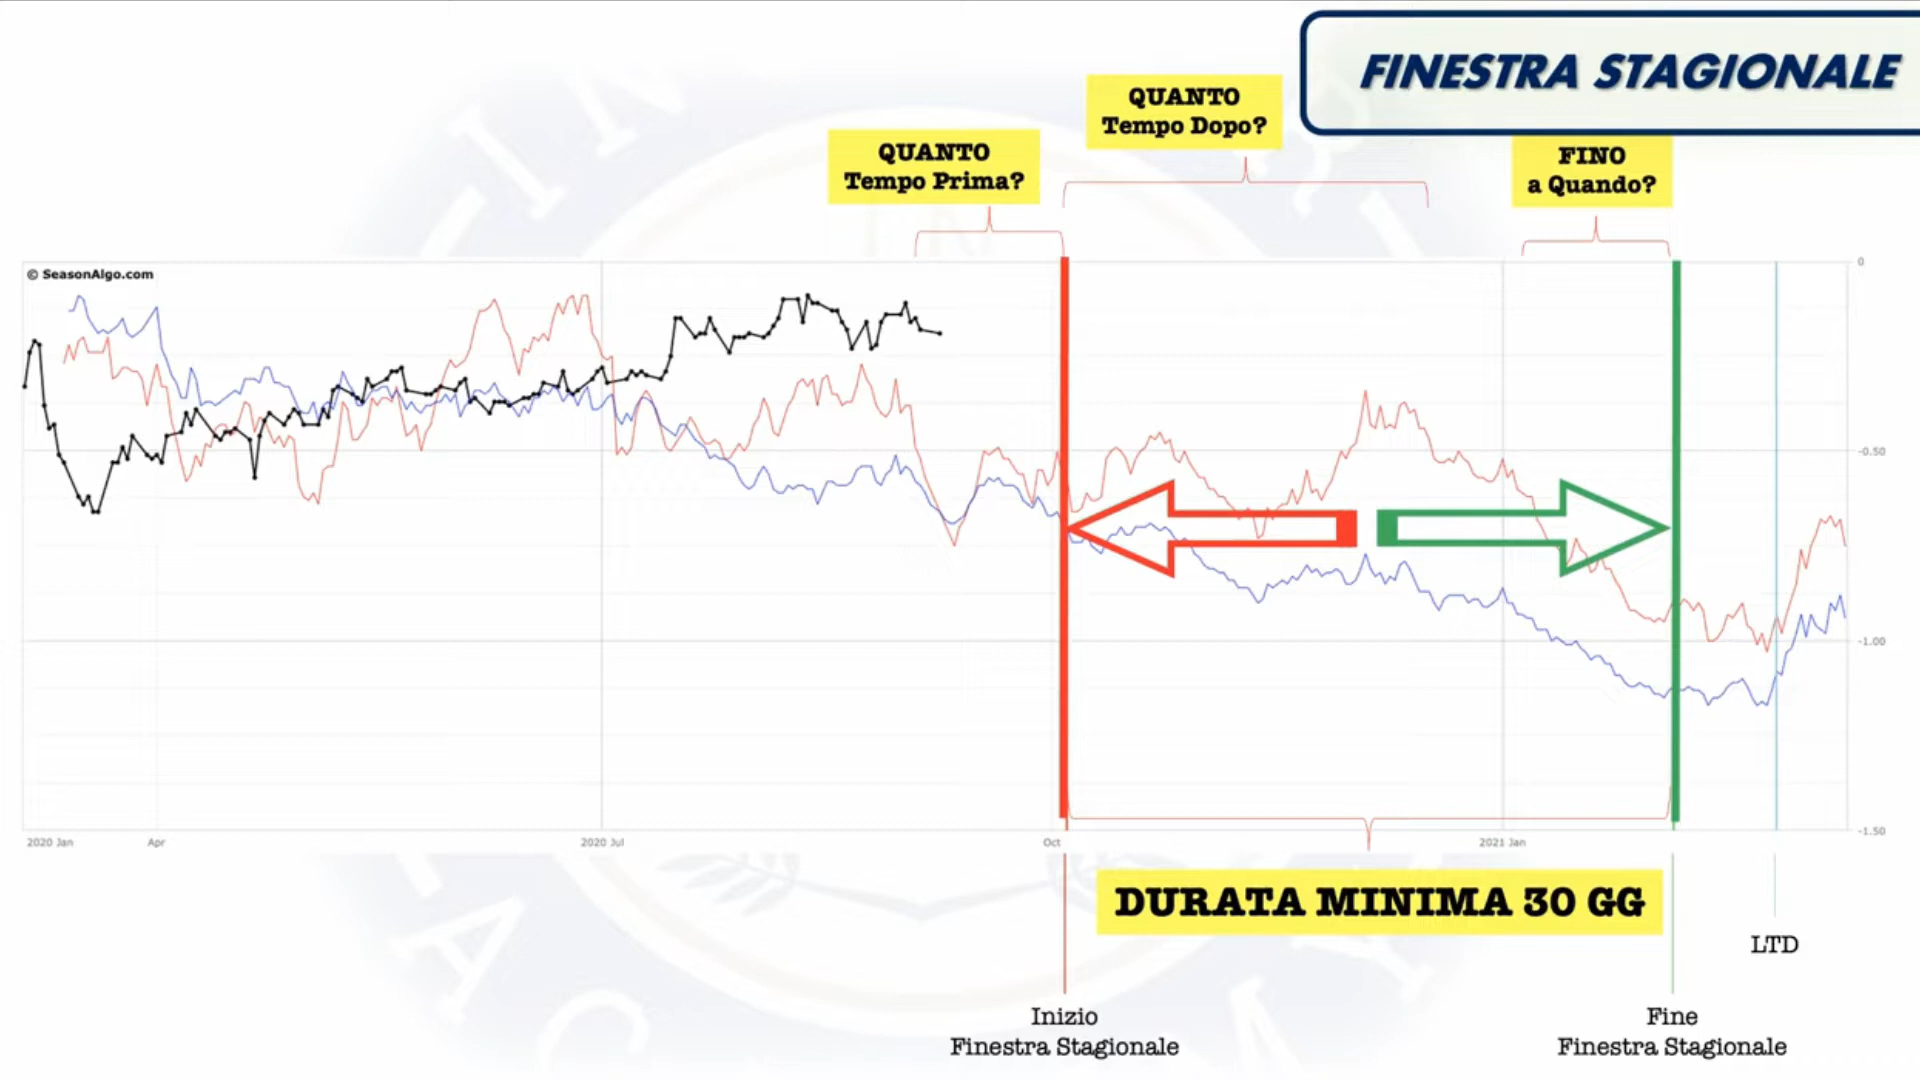 FINESTRA STAGIONALE
QUANTO
Tempo Dopo?
QUANTO
Tempo Prima?
FINO
a Quando?
© SeasonAlgo.com
0
-0.50
-1.00
-1.50
2020 Jan
Apr
2020 Jul
Oct
2021 Jan
DURATA MINIMA 30 GG
LTD
Inizio
Finestra Stagionale
Fine
Finestra Stagionale